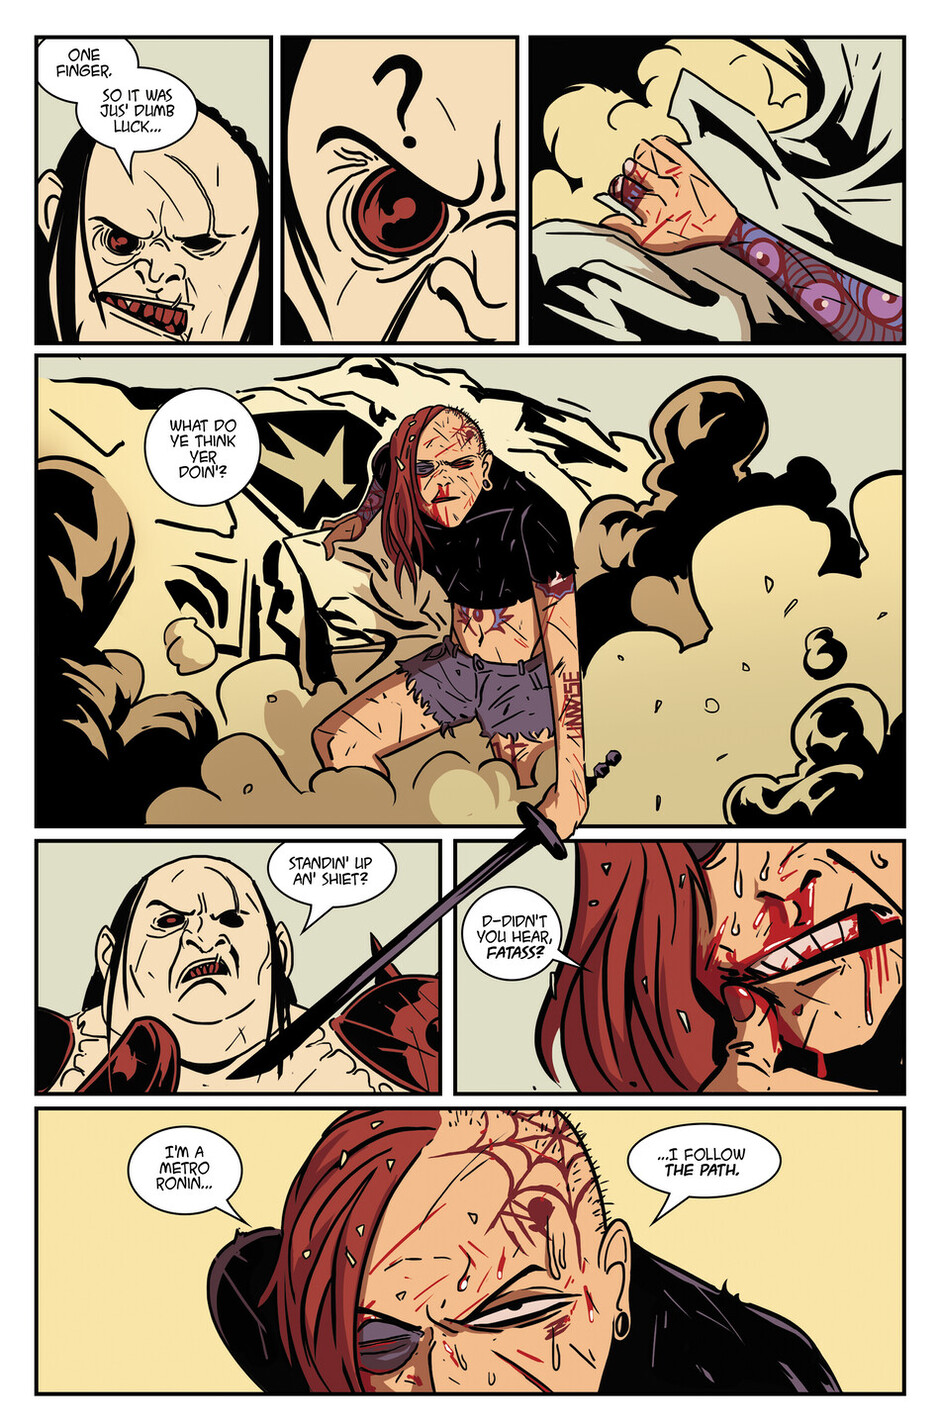 ONE
FINGER.
SO IT WAS
JUS' DUMB
LUCK...
?
WHAT DO
YE THINK
YER
DOIN'?
UNWISE
STANDIN' UP
AN' SHIET?
D-DIDN'T
YOU HEAR,
FATASS?
I'M A
METRO
RONIN...
...I FOLLOW
THE PATH.